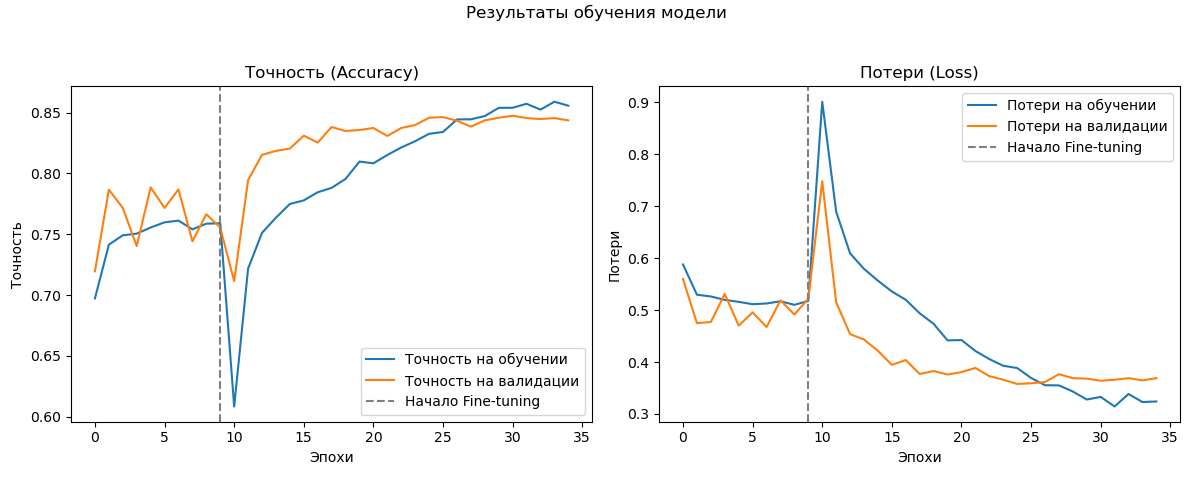 Результаты обучения модели
Точность (Accuracy)
Точность
0.85
0.80
0.75
0.70
0.65
0.60
Точность на обучении
Точность на валидации
Начало Fine-tuning
0 5 10 15 20 25 30 35
Эпохи
Потери (Loss)
Потери
0.9
0.8
0.7
0.6
0.5
0.4
0.3
Потери на обучении
Потери на валидации
Начало Fine-tuning
0 5 10 15 20 25 30 35
Эпохи